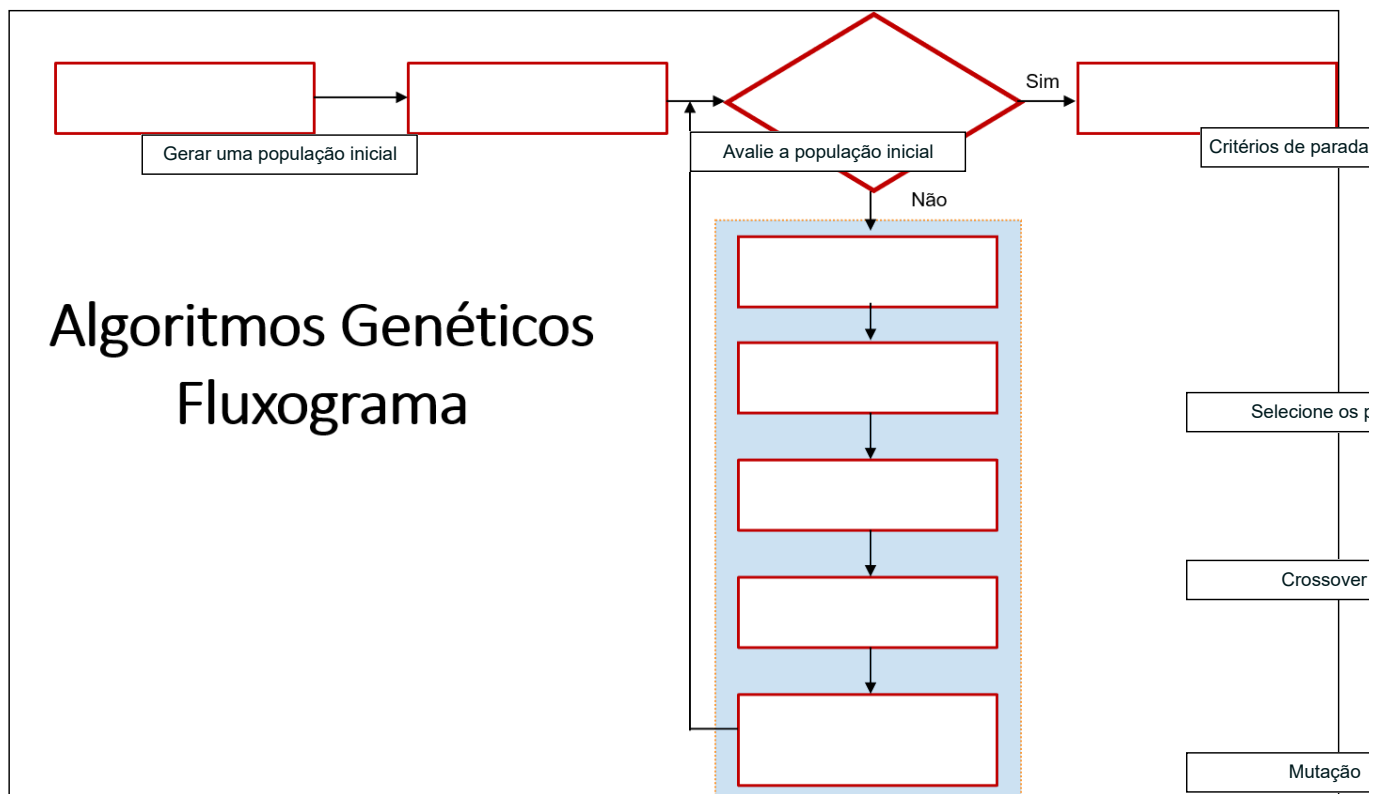 Sim
Gerar uma população inicial
Avalie a população inicial
Critérios de parada
Não
Algoritmos Genéticos
Fluxograma
Selecione os
Crossover
Mutação